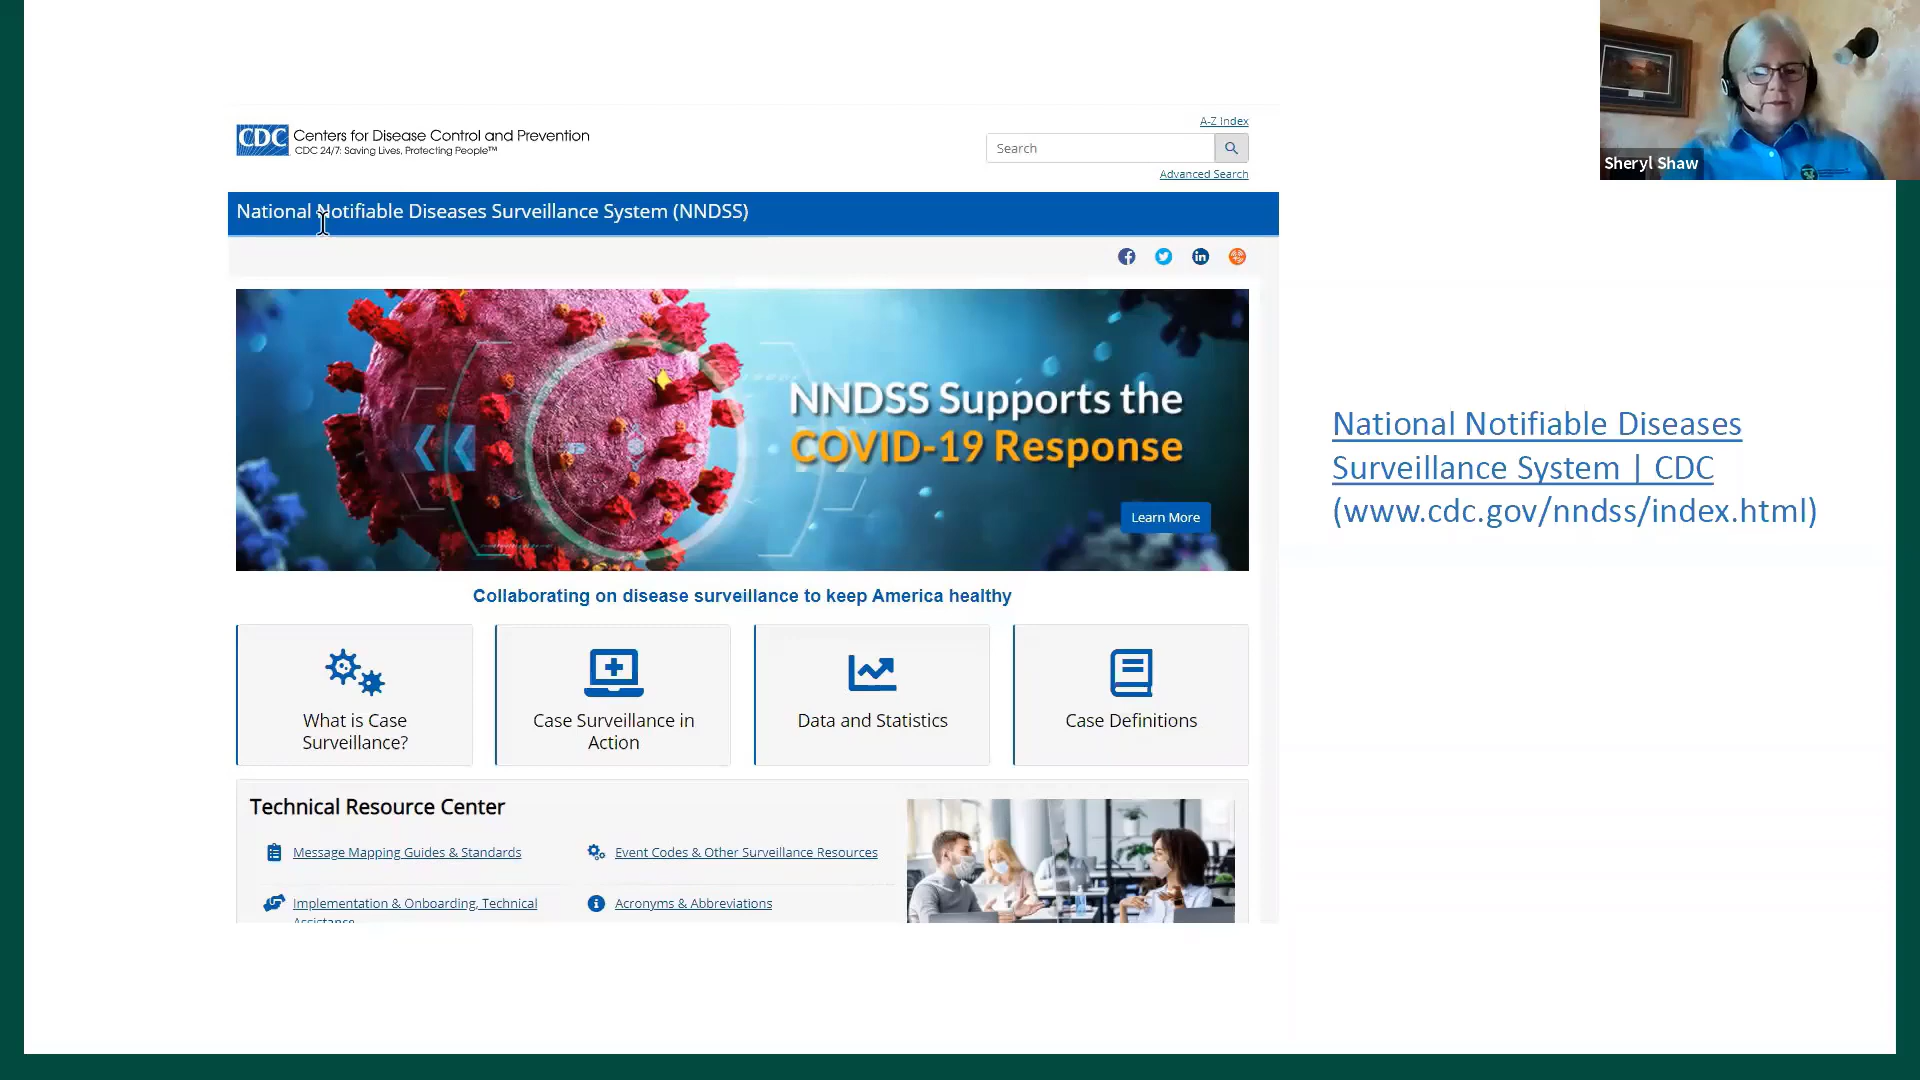 CDC Centers for Disease Control and Prevention
CDC 24/7: Saving Lives, Protecting People™
A-Z Index
Search
Advanced Search
Sheryl Shaw
National Notifiable Diseases Surveillance System (NNDSS)
NNDSS Supports the
COVID-19 Response
Learn More
National Notifiable Diseases
Surveillance System | CDC
(www.cdc.gov/nndss/index.html)
Collaborating on disease surveillance to keep America healthy
What is Case
Surveillance?
Case Surveillance in
Action
Data and Statistics
Case Definitions
Technical Resource Center
Message Mapping Guides & Standards
Event Codes & Other Surveillance Resources
Implementation & Onboarding, Technical
Assistance
Acronyms & Abbreviations